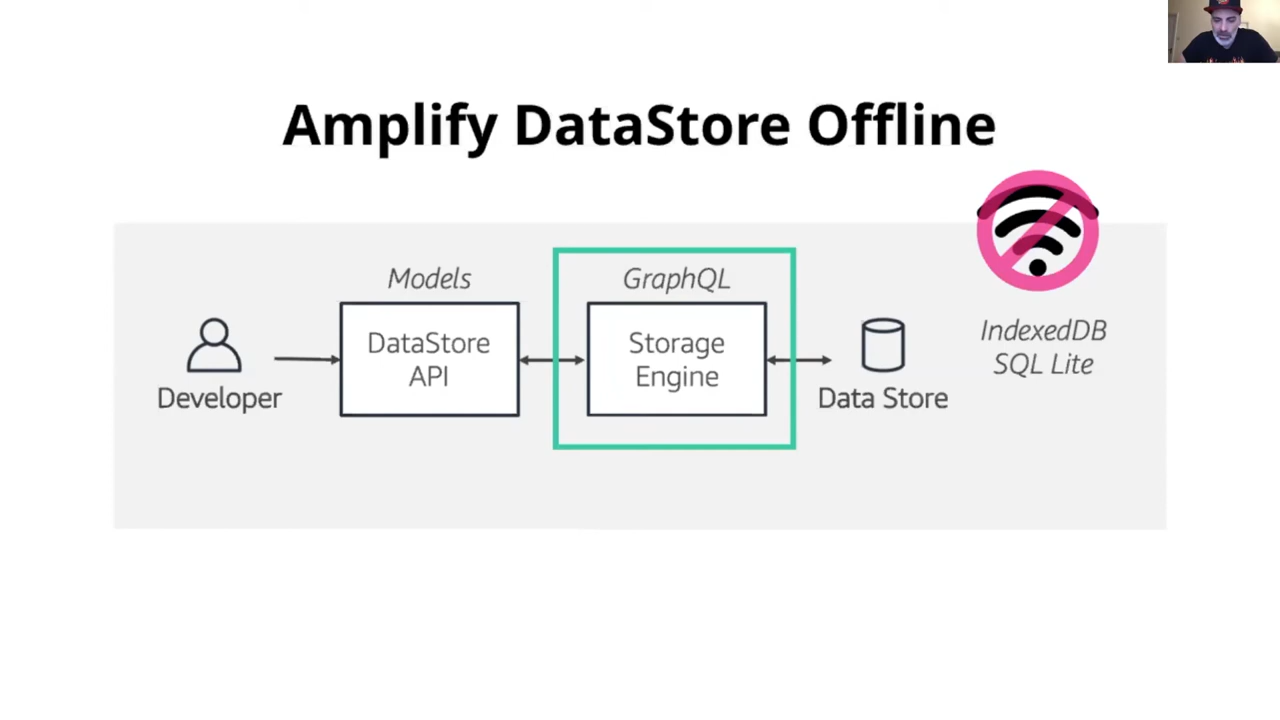 Amplify DataStore Offline
Models
GraphQL
DataStore
API
Storage
Engine
IndexedDB
SQL Lite
Developer
Data Store